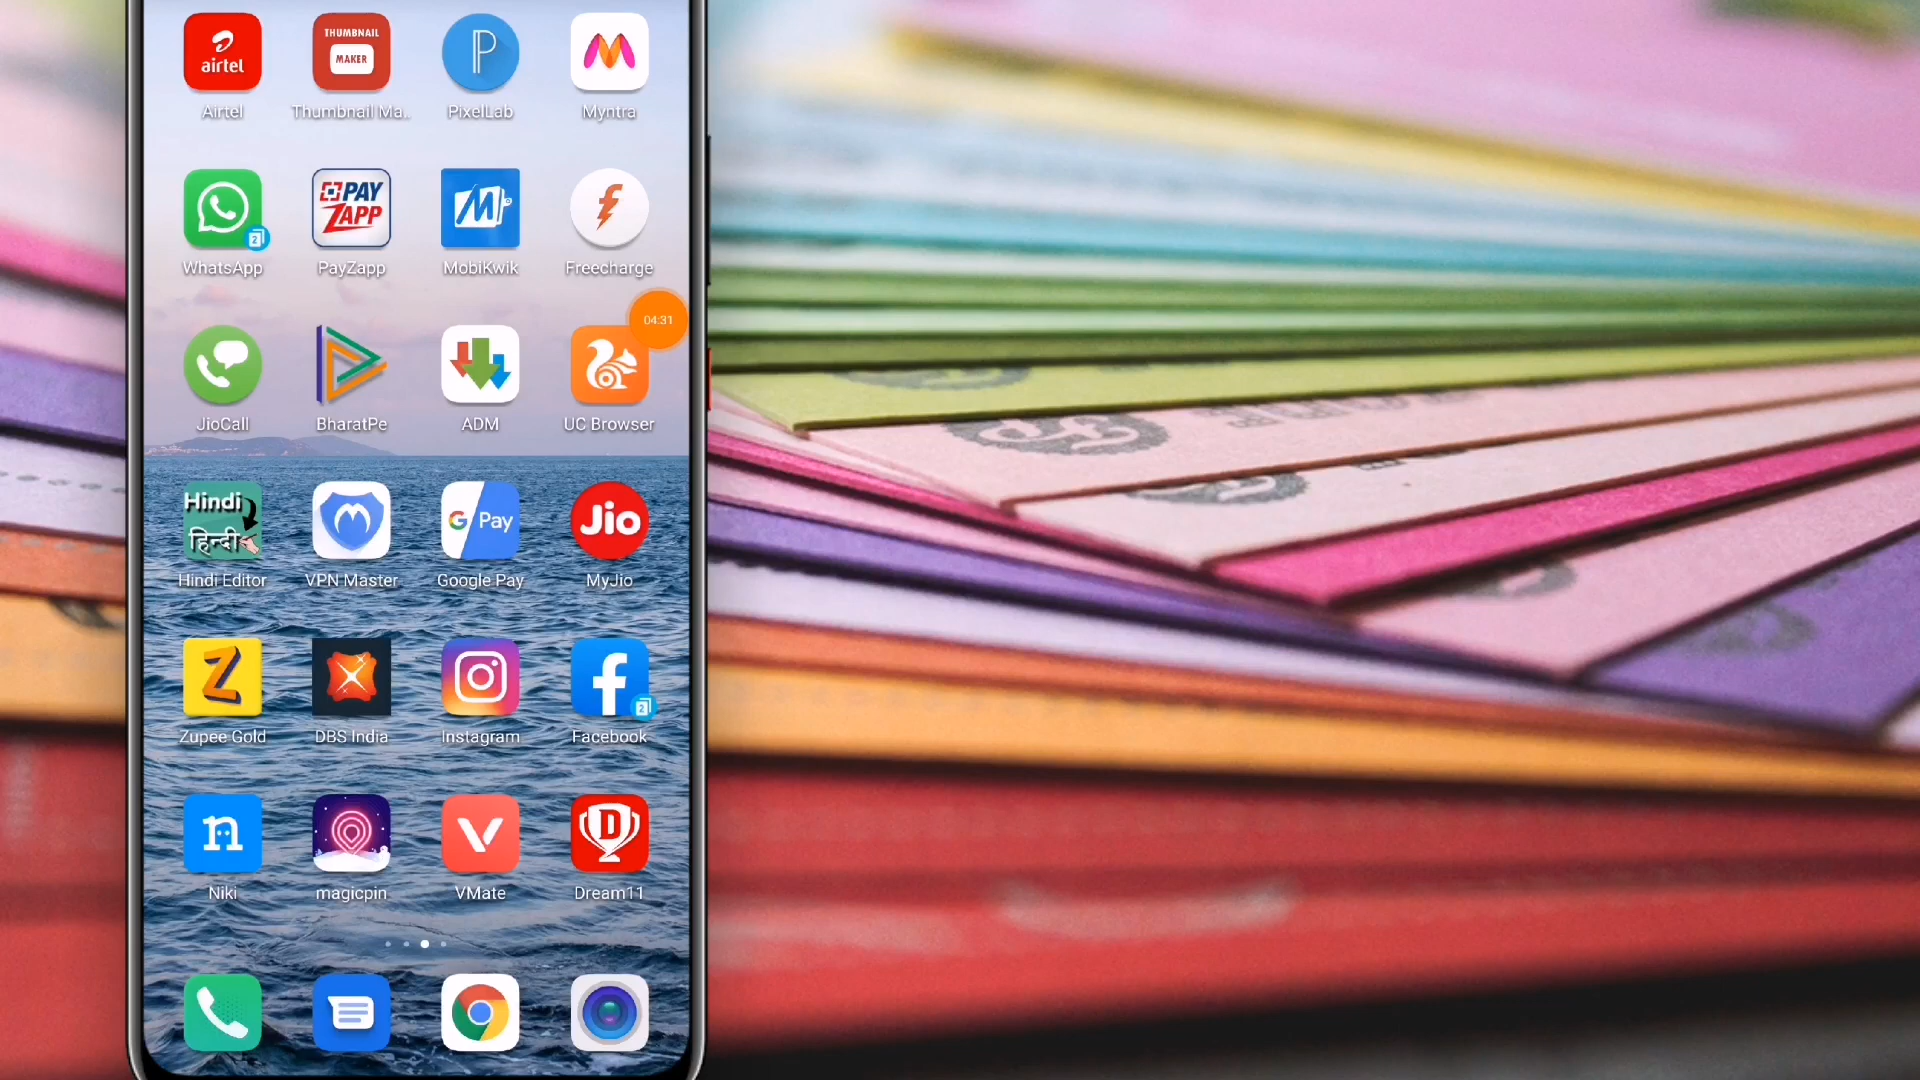 airtel
THUMBNAIL
MAKER
P
Airtel
Thumbnail Ma..
PixelLab
Myntra
PAY
ZAPP
M
f
2
WhatsApp
PayZapp
MobiKwik
Freecharge
04:31
JioCall
BharatPe
ADM
UC Browser
Hindi
हिन्दी
G Pay
Jio
Hindi Editor
VPN Master
Google Pay
MyJio
Z
f
2
Zupee Gold
DBS India
Instagram
Facebook
n
V
D
Niki
magicpin
VMate
Dream11